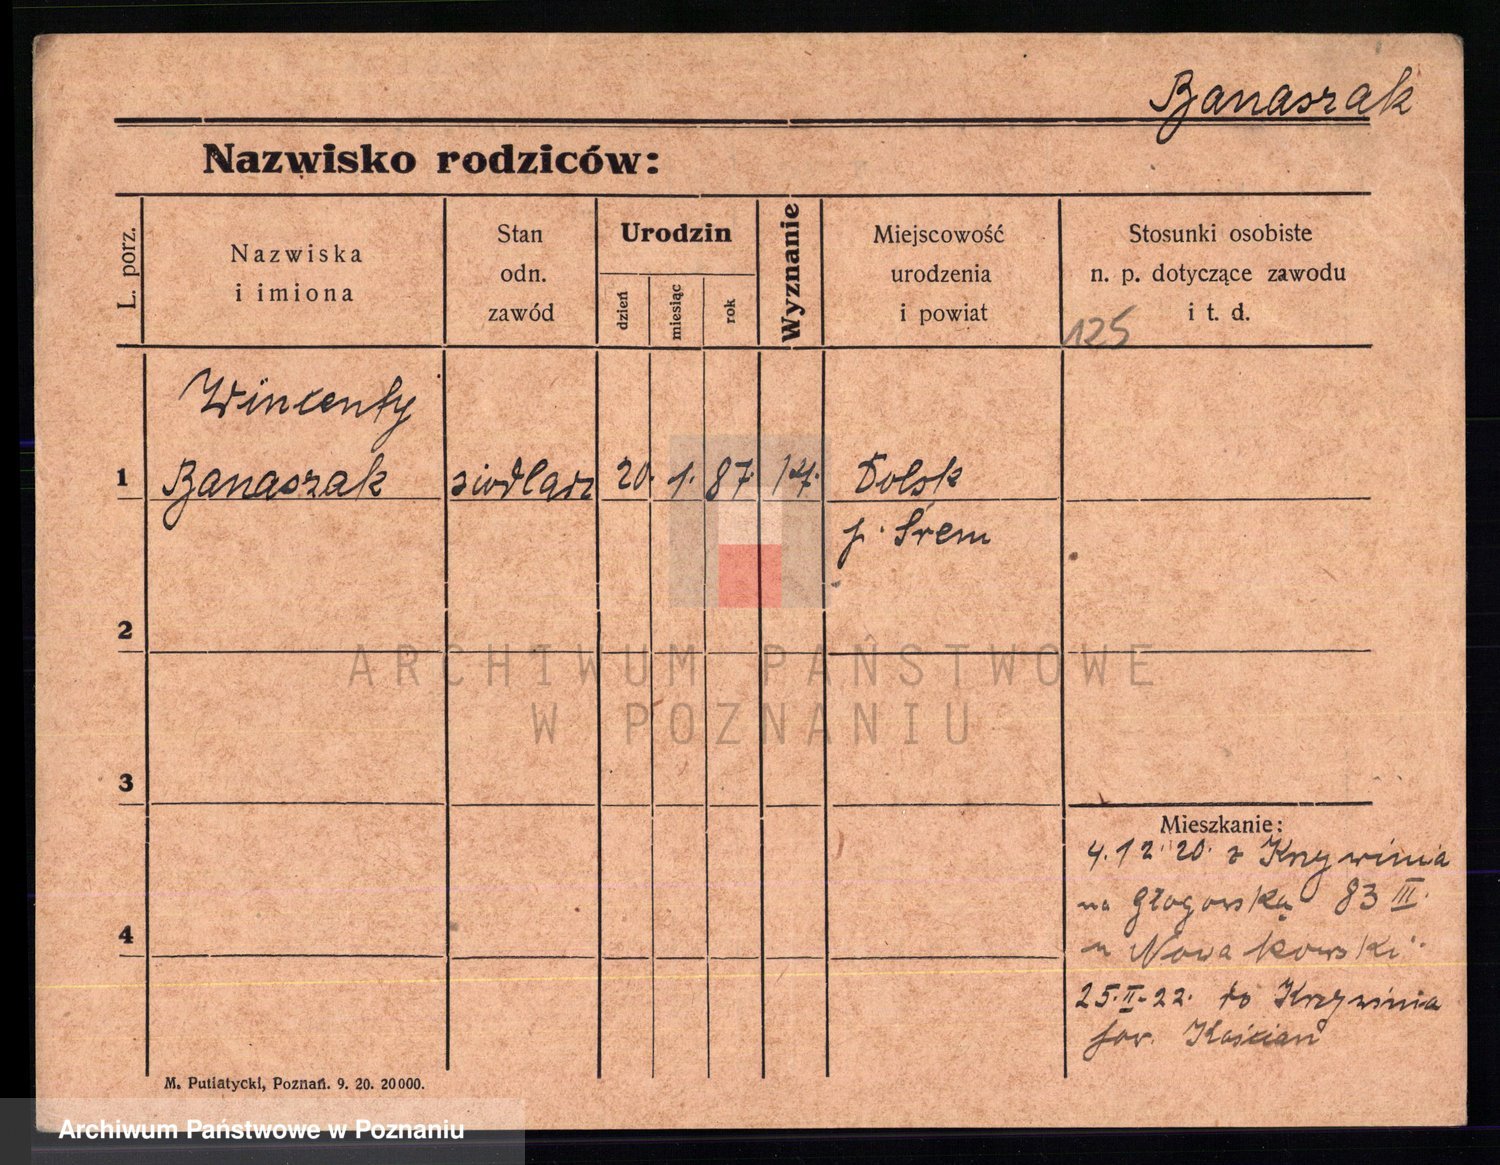 Banaszak
Nazwisko rodziców:
L. porz.
Nazwiska
i imiona
Stan
odn.
zawód
Urodzin
dzień
miesiąc
rok
Wyznanie
Miejscowość
urodzenia
i powiat
Stosunki osobiste
n. p. dotyczące zawodu
i t. d.
125
Wincenty
1 Banaszak siodlarz 20. 1. 87. Dolsk
p. Śrem
2
3
4
ARCHIWUM PAŃSTWOWE
W POZNANIU
Mieszkanie:
4.12.20. z Krzywinia
na Głogowską 83 III.
u Nowakowski
25.II.22. do Krzywinia
pow. Kościan
M. Putiatycki, Poznań. 9. 20. 20000.
Archiwum Państwowe w Poznaniu